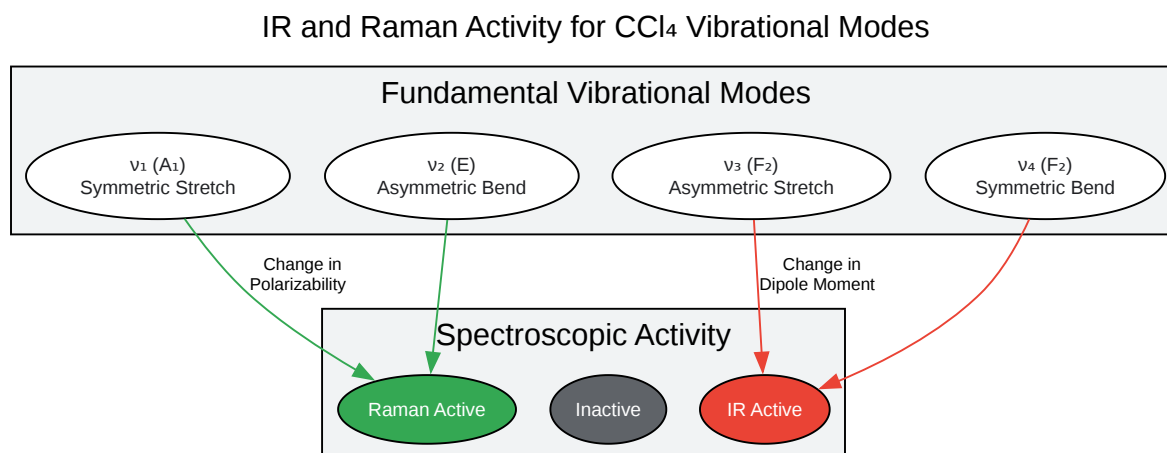 IR and Raman Activity for CCl₄ Vibrational Modes
Fundamental Vibrational Modes
ν₁ (A₁)
Symmetric Stretch
ν₂ (E)
Asymmetric Bend
ν₃ (F₂)
Asymmetric Stretch
ν₄ (F₂)
Symmetric Bend
Change in
Polarizability
Change in
Dipole Moment
Spectroscopic Activity
Raman Active
Inactive
IR Active